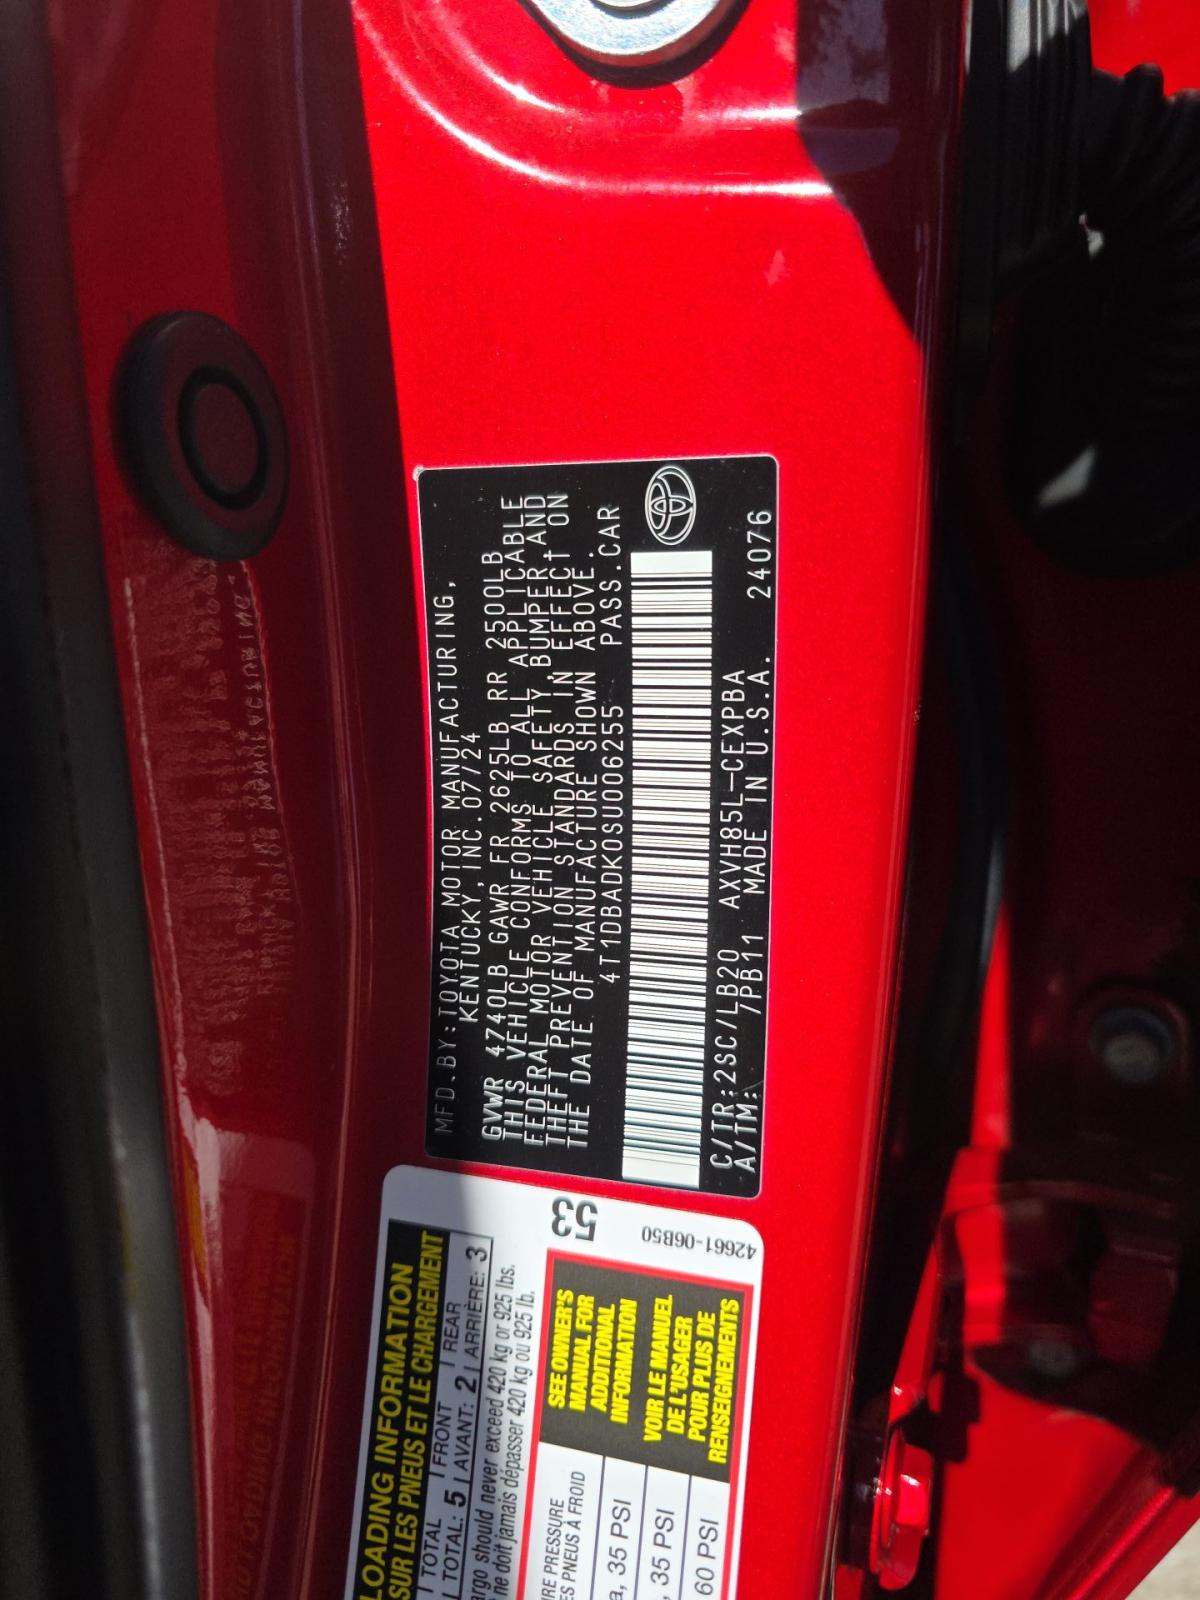 MFD.BY:TOYOTA MOTOR MANUFACTURING,
KENTUCKY,INC.07/24
GVWR 4740LB GAWR FR 2625LB RR 2500LB
THIS VEHICLE CONFORMS TO ALL APPLICABLE
FEDERAL MOTOR VEHICLE SAFETY,BUMPER,AND
THEFT PREVENTION STANDARDS IN EFFECT ON
THE DATE OF MANUFACTURE SHOWN ABOVE.
4T1DBADK0SU006255 PASS.CAR
C/TR:2SC/LB20 AXVH85L-CEXPBA
A/TM: /PB11 MADE IN U.S.A. 24076
LOADING INFORMATION
SUR LES PNEUS ET LE CHARGEMENT
TOTAL FRONT REAR
TOTAL: 5 AVANT: 2 ARRIÈRE: 3
should never exceed 420 kg or 925 lbs.
ne doit jamais dépasser 420 kg ou 925 lb.
53
42661-06B50
PRESSURE
PNEUS À FROID
35 PSI
35 PSI
60 PSI
SEE OWNER'S
MANUAL FOR
ADDITIONAL
INFORMATION
VOIR LE MANUEL
DE L'USAGER
POUR PLUS DE
RENSEIGNEMENTS